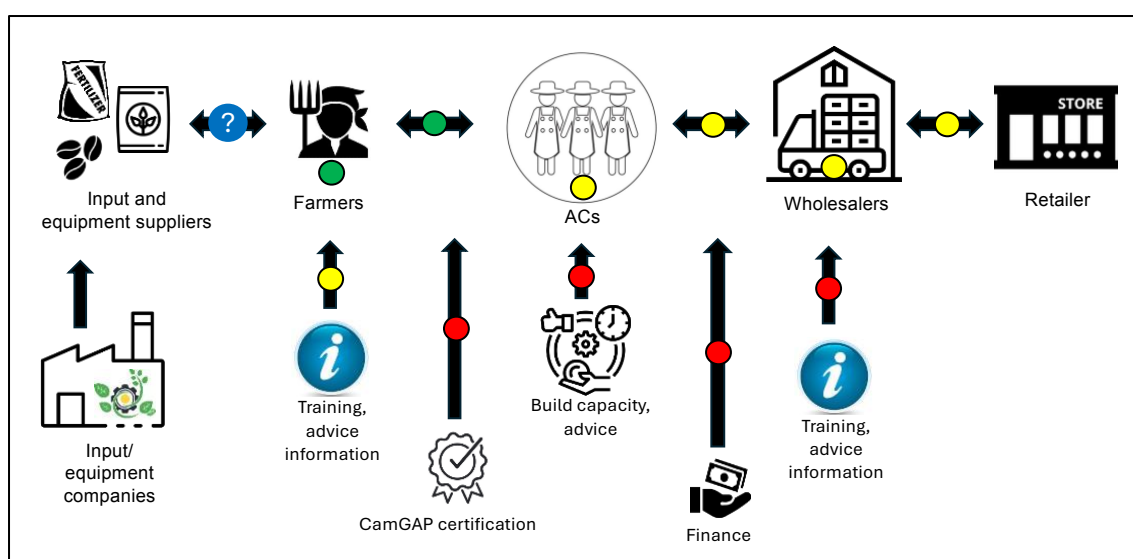 FERTILIZER
?
STORE
Input and
equipment suppliers
Farmers
ACs
Wholesalers
Retailer
i
i
Training,
advice
information
Build capacity,
advice
Training,
advice
information
Input/
equipment
companies
CamGAP certification
Finance